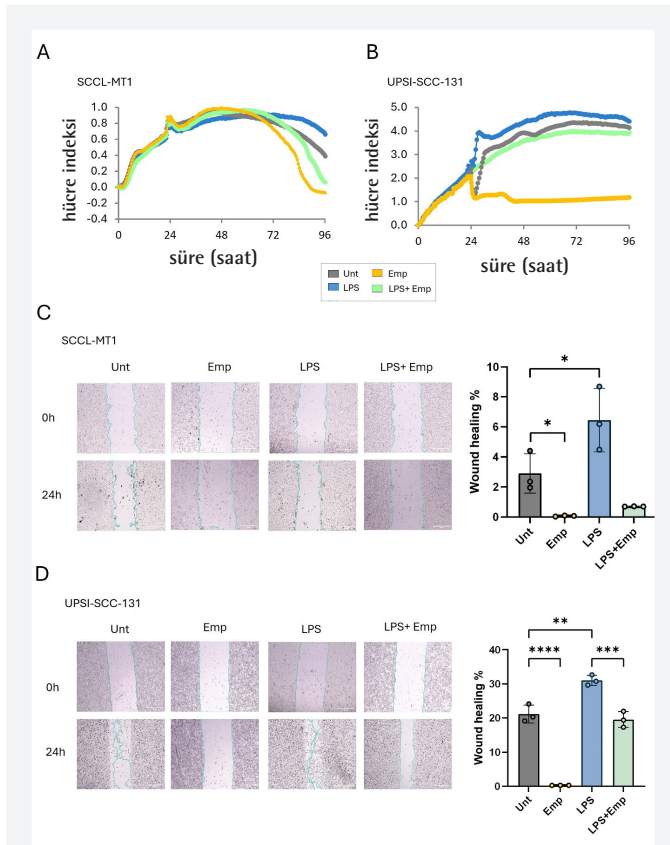 A
SCCL-MT1
hücre indeksi
1.0
0.8
0.6
0.4
0.2
0.0
-0.2
-0.4
0 24 48 72 96
süre (saat)
B
UPSI-SCC-131
hücre indeksi
5.0
4.0
3.0
2.0
1.0
0.0
0 24 48 72 96
süre (saat)
Unt Emp
LPS LPS+ Emp
C
SCCL-MT1
Unt Emp LPS LPS+ Emp
0h
24h
Wound healing %
10
8
6
4
2
0
*
*
Unt Emp LPS LPS+Emp
D
UPSI-SCC-131
Unt Emp LPS LPS+ Emp
0h
24h
Wound healing %
40
30
20
10
0
**
**** ***
Unt Emp LPS LPS+Emp